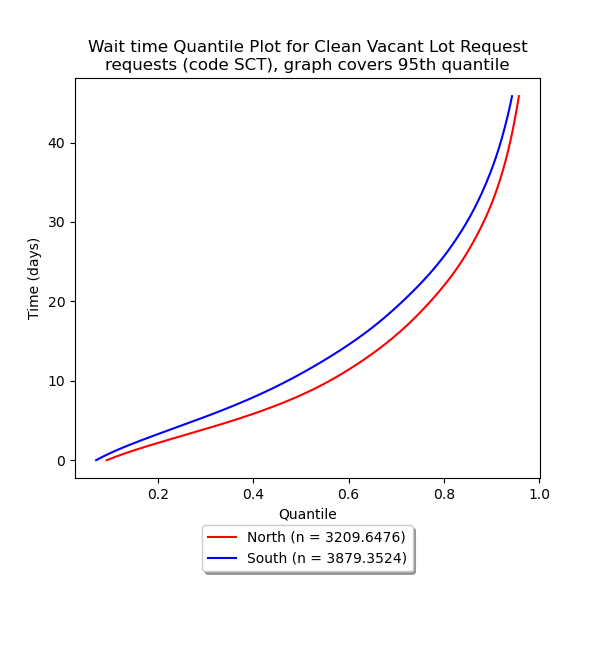 Wait time Quantile Plot for Clean Vacant Lot Request
requests (code SCT), graph covers 95th quantile
Time (days)
40
30
20
10
0
0.2 0.4 0.6 0.8 1.0
Quantile
North (n = 3209.6476)
South (n = 3879.3524)